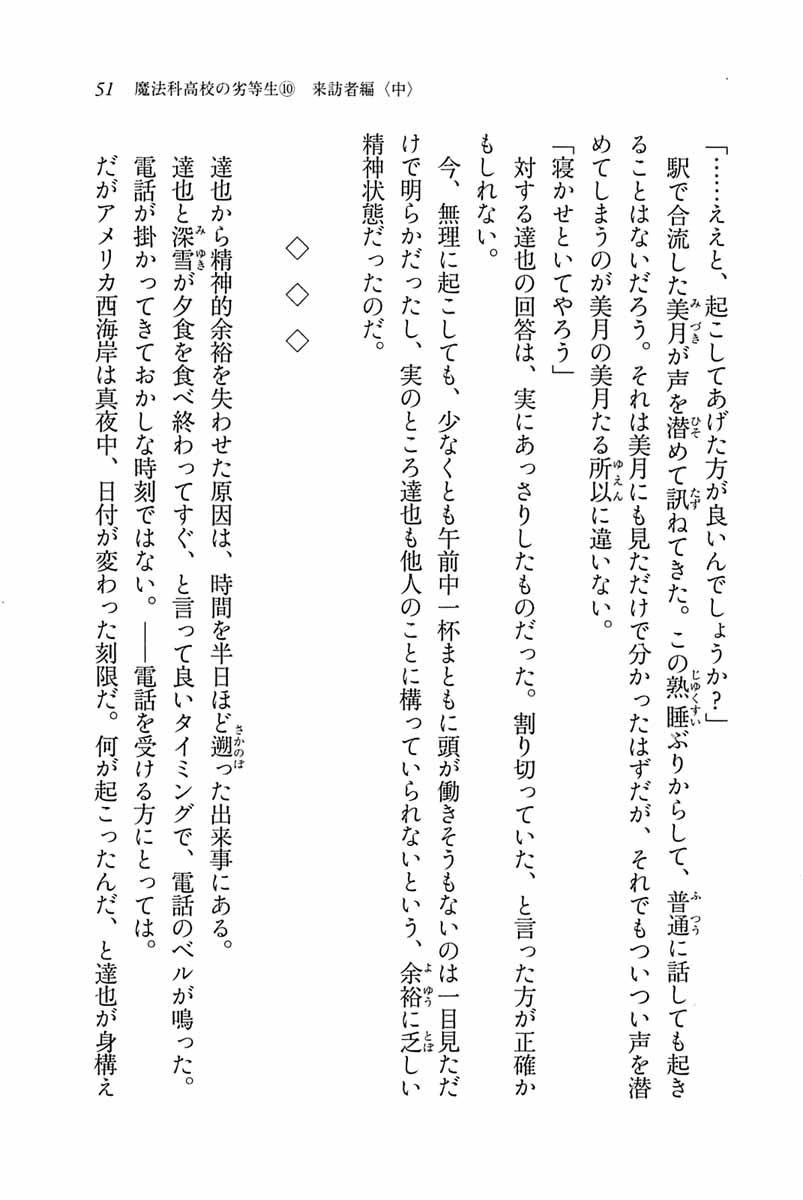 51　魔法科高校の劣等生⑩　来訪者編〈中〉
「……ええと、起こしてあげた方が良いんでしょうか？」
　駅で合流した美月が声を潜めて訊ねてきた。この熟睡ぶりからして、普通に話しても起き
ることはないだろう。それは美月にも見ただけで分かったはずだが、それでもついつい声を潜
めてしまうのが美月の美月たる所以に違いない。
「寝かせといてやろう」
　対する達也の回答は、実にあっさりしたものだった。割り切っていた、と言った方が正確か
もしれない。
　今、無理に起こしても、少なくとも午前中一杯まともに頭が働きそうもないのは一目見ただ
けで明らかだったし、実のところ達也も他人のことに構っていられないという、余裕に乏しい
精神状態だったのだ。
◇　◇　◇
　達也から精神的余裕を失わせた原因は、時間を半日ほど遡った出来事にある。
　達也と深雪が夕食を食べ終わってすぐ、と言って良いタイミングで、電話のベルが鳴った。
　電話が掛かってきておかしな時刻ではない。――電話を受ける方にとっては。
　だがアメリカ西海岸は真夜中、日付が変わった刻限だ。何が起こったんだ、と達也が身構え